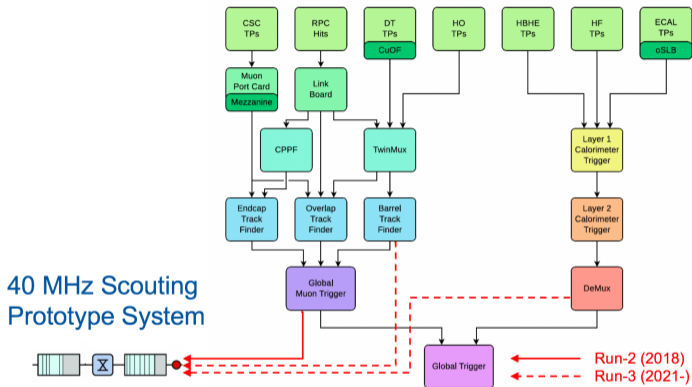 CSC
TPs
RPC
Hits
DT
TPs
CuOF
HO
TPs
HBHE
TPs
HF
TPs
ECAL
TPs
oSLB
Muon
Port Card
Mezzanine
Link
Board
CPPF
TwinMux
Layer 1
Calorimeter
Trigger
Endcap
Track
Finder
Overlap
Track
Finder
Barrel
Track
Finder
Layer 2
Calorimeter
Trigger
Global
Muon Trigger
DeMux
40 MHz Scouting
Prototype System
Global Trigger
Run-2 (2018)
Run-3 (2021-)